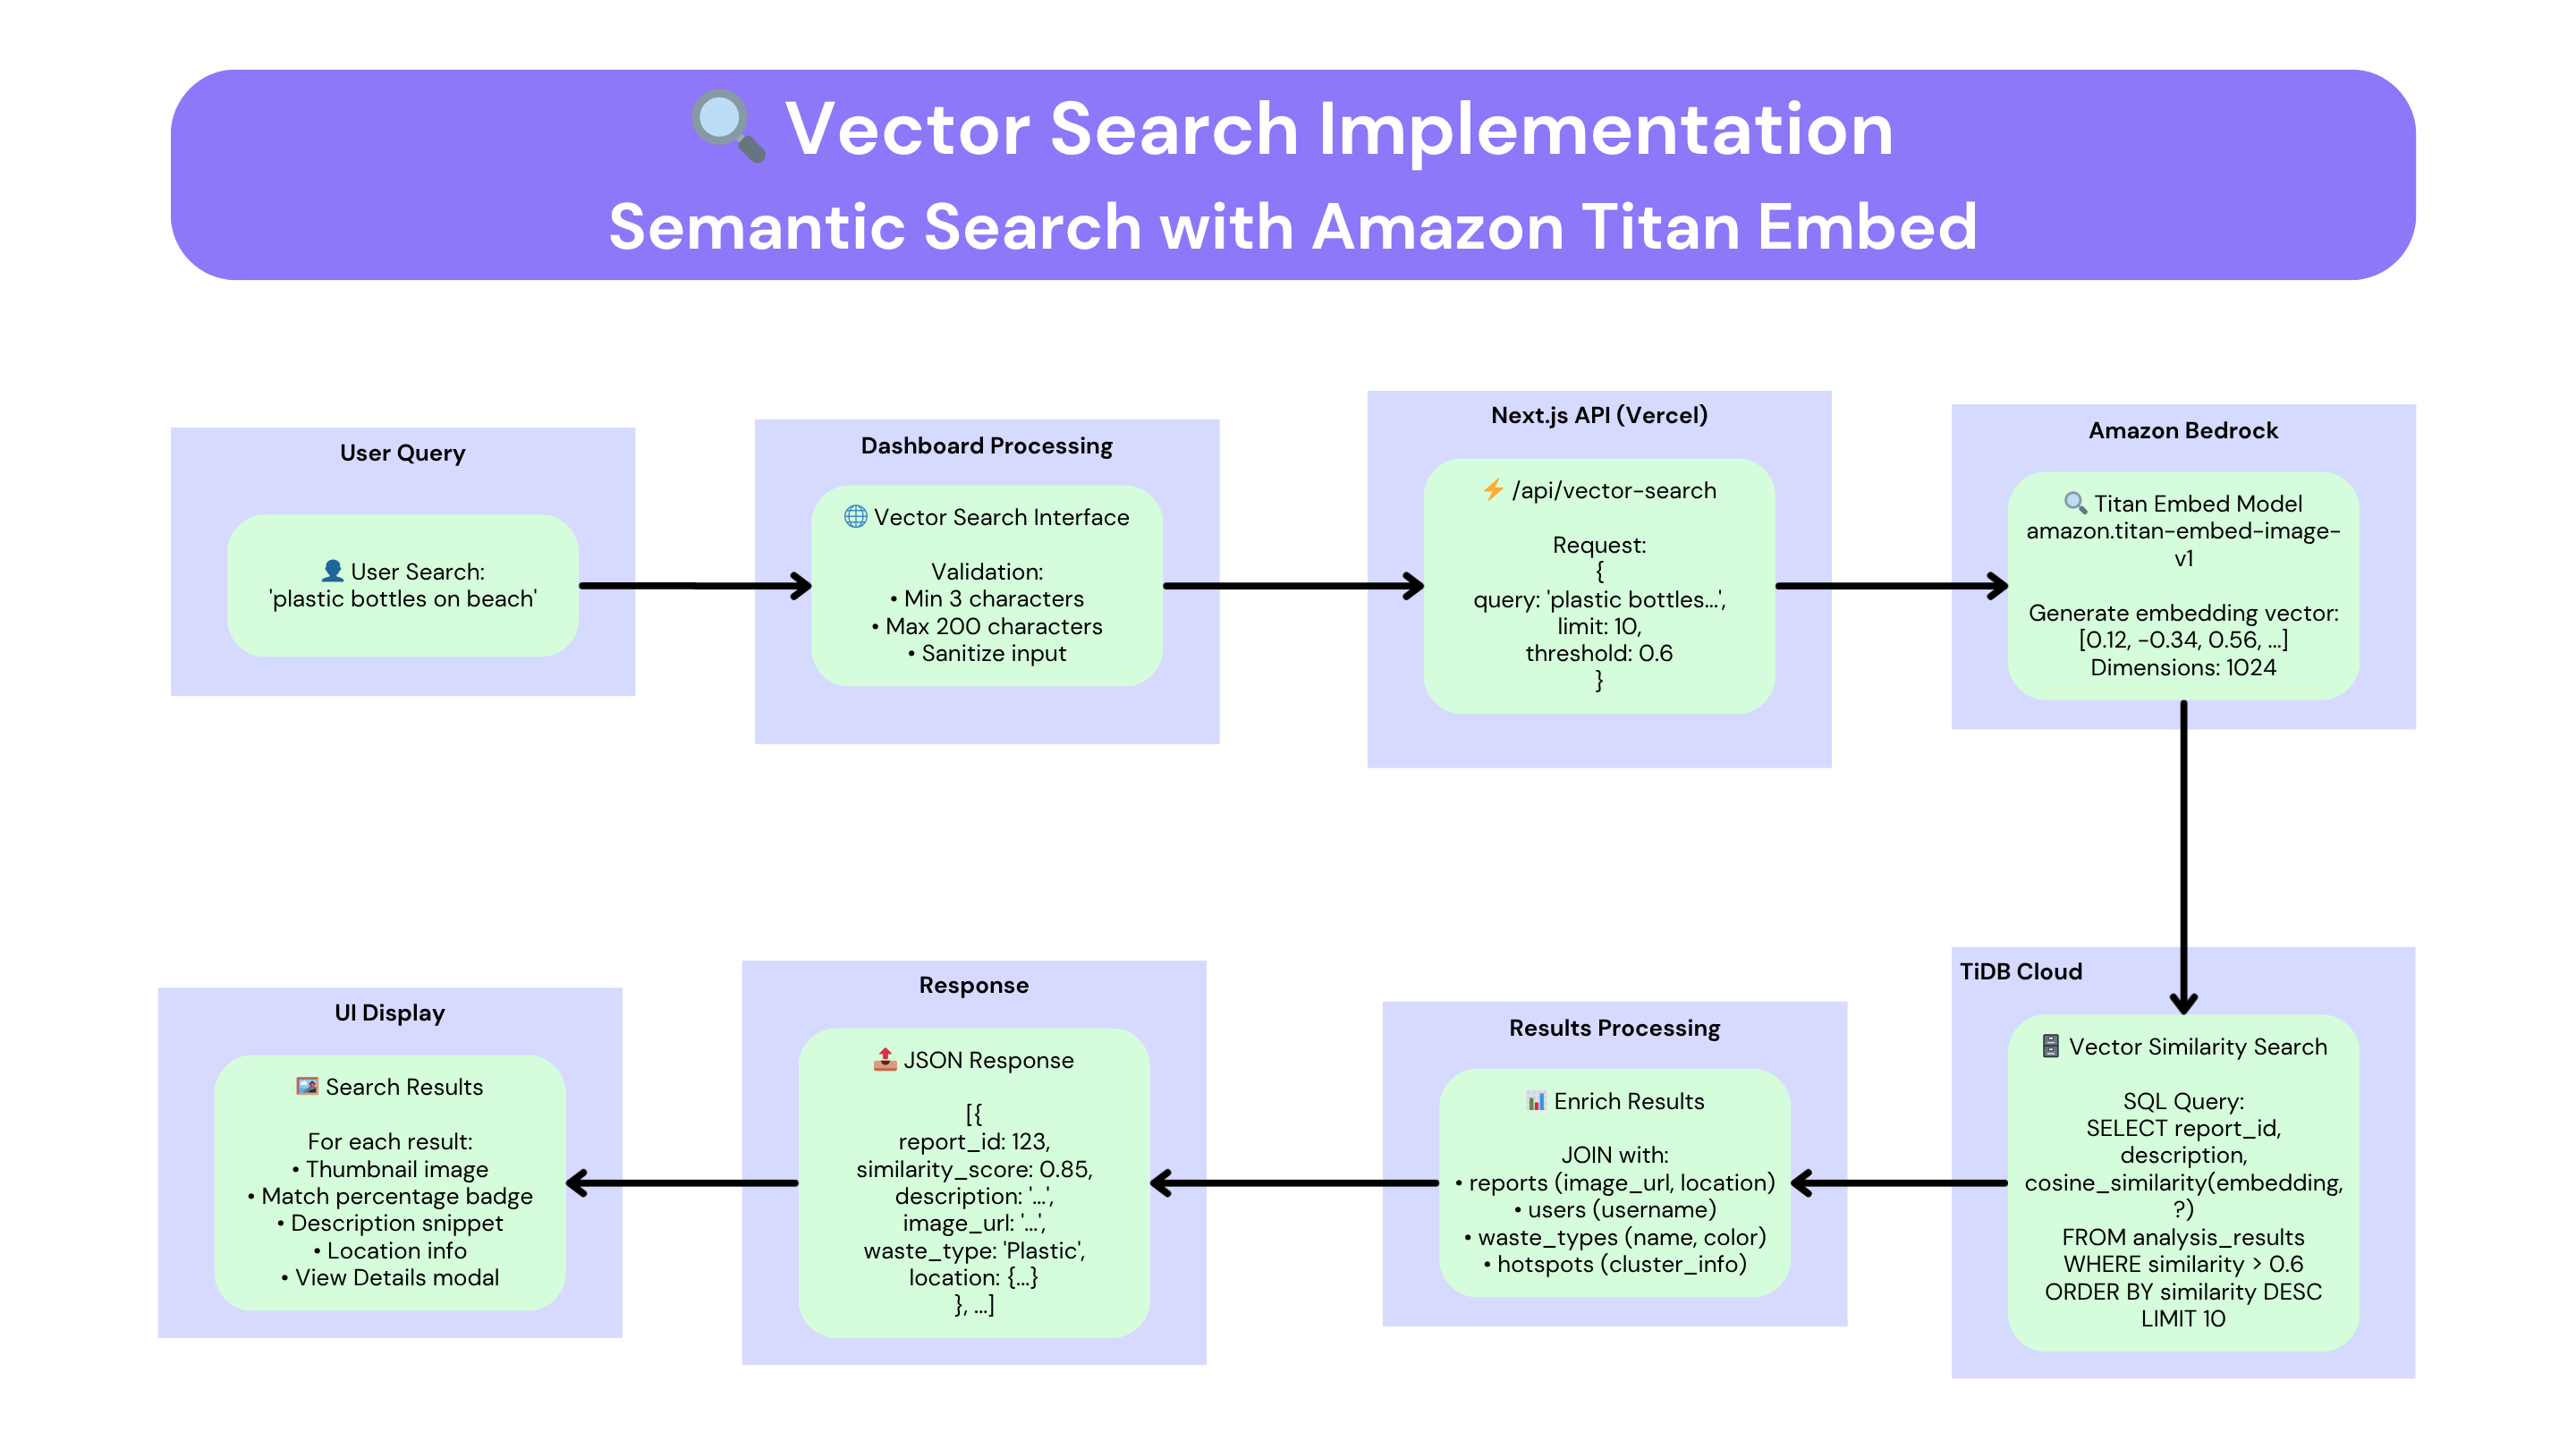 🔍 Vector Search Implementation
Semantic Search with Amazon Titan Embed
User Query
👤 User Search:
'plastic bottles on beach'
Dashboard Processing
🌐 Vector Search Interface
Validation:
• Min 3 characters
• Max 200 characters
• Sanitize input
Next.js API (Vercel)
⚡ /api/vector-search
Request:
{
query: 'plastic bottles...',
limit: 10,
threshold: 0.6
}
Amazon Bedrock
🔍 Titan Embed Model
amazon.titan-embed-image-
v1
Generate embedding vector:
[0.12, -0.34, 0.56, ...]
Dimensions: 1024
TiDB Cloud
🗄️ Vector Similarity Search
SQL Query:
SELECT report_id,
description,
cosine_similarity(embedding,
?)
FROM analysis_results
WHERE similarity > 0.6
ORDER BY similarity DESC
LIMIT 10
Results Processing
📊 Enrich Results
JOIN with:
• reports (image_url, location)
• users (username)
• waste_types (name, color)
• hotspots (cluster_info)
Response
📤 JSON Response
[{
report_id: 123,
similarity_score: 0.85,
description: '...',
image_url: '...',
waste_type: 'Plastic',
location: {...}
}, ...]
UI Display
🖼️ Search Results
For each result:
• Thumbnail image
• Match percentage badge
• Description snippet
• Location info
• View Details modal